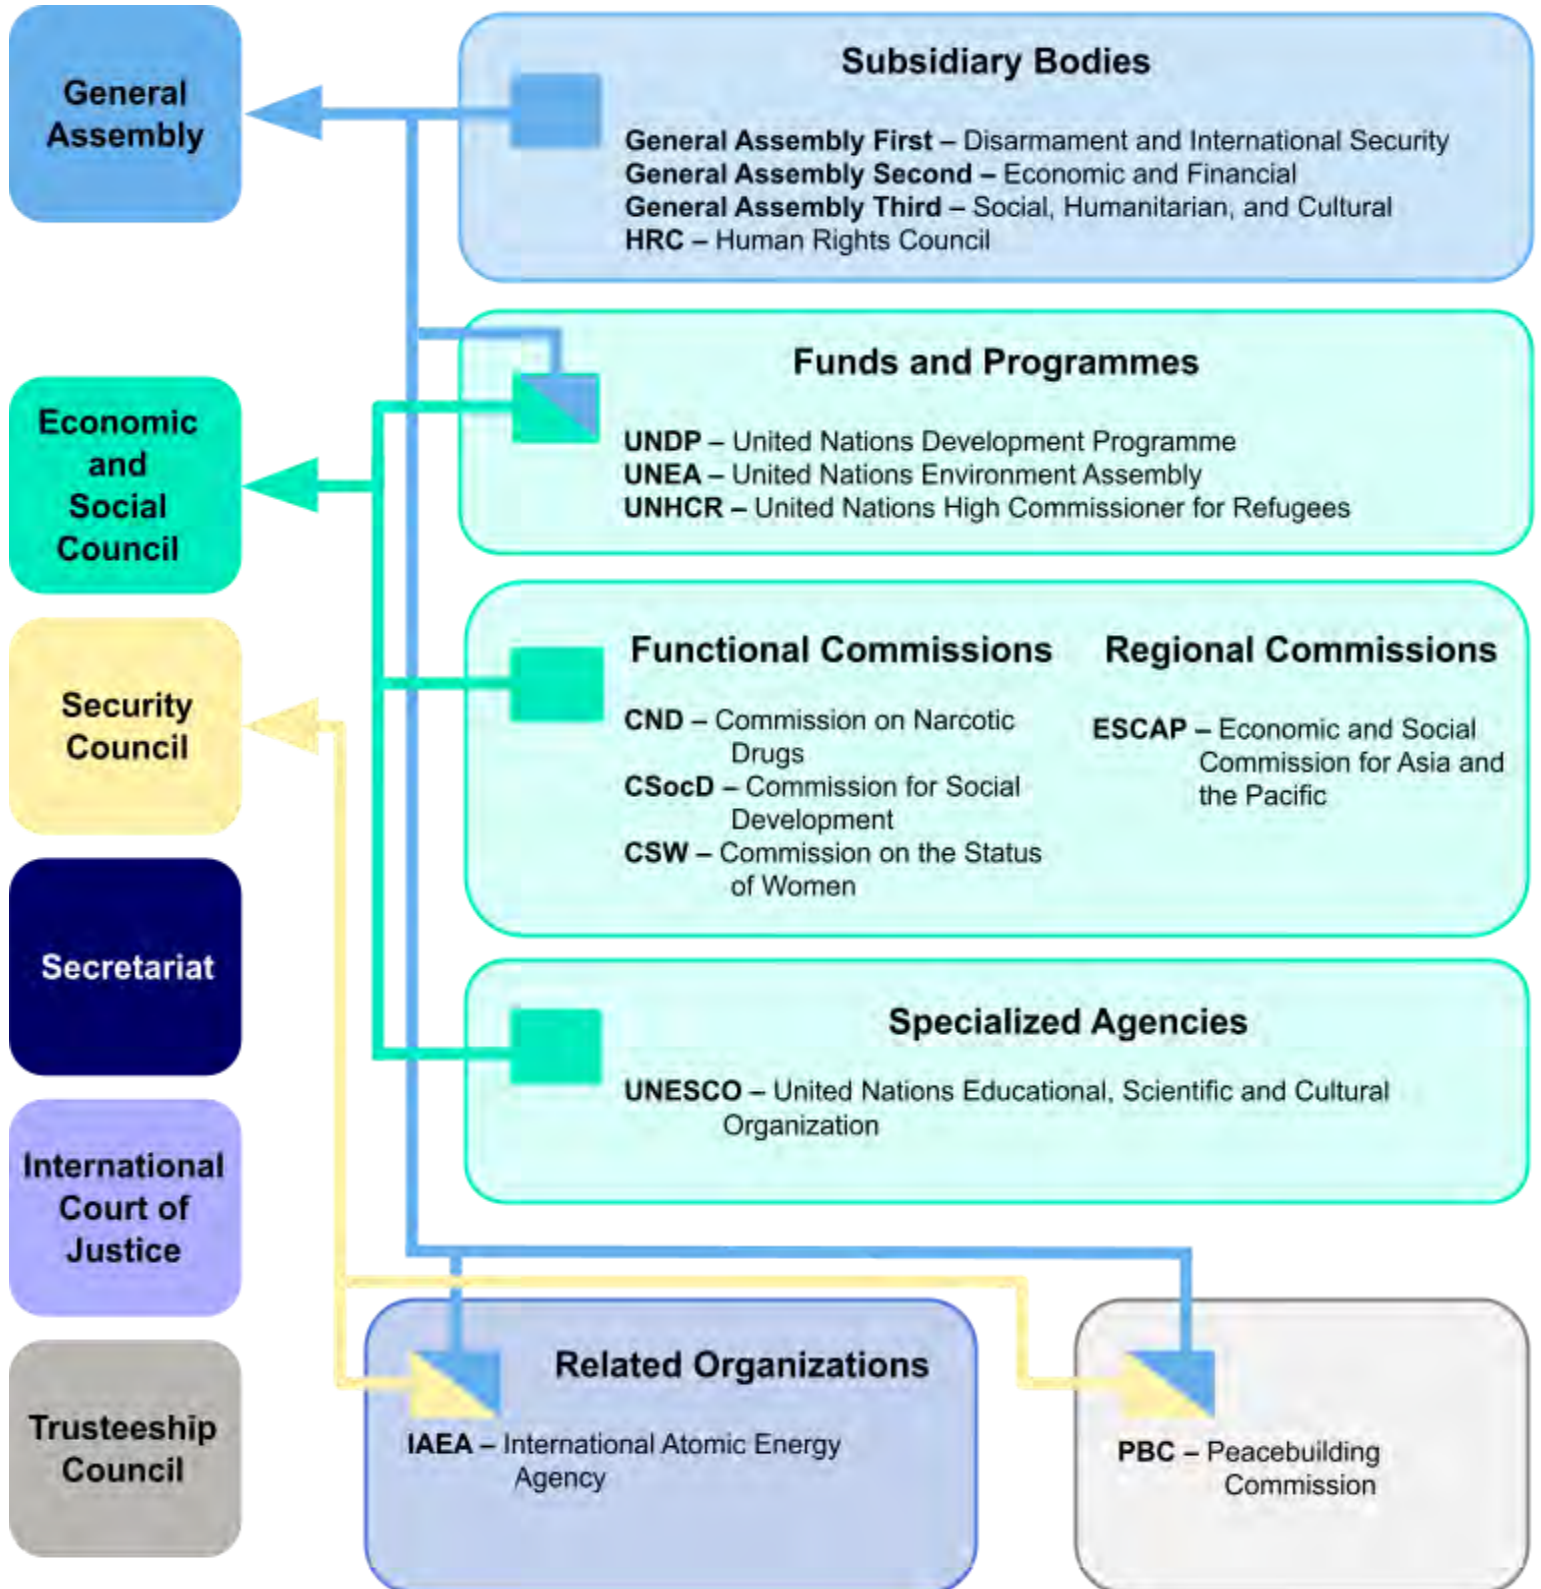 General
Assembly
Subsidiary Bodies
General Assembly First – Disarmament and International Security
General Assembly Second – Economic and Financial
General Assembly Third – Social, Humanitarian, and Cultural
HRC – Human Rights Council
Economic
and
Social
Council
Funds and Programmes
UNDP – United Nations Development Programme
UNEA – United Nations Environment Assembly
UNHCR – United Nations High Commissioner for Refugees
Security
Council
Functional Commissions
CND – Commission on Narcotic
Drugs
CSocD – Commission for Social
Development
CSW – Commission on the Status
of Women
Regional Commissions
ESCAP – Economic and Social
Commission for Asia and
the Pacific
Secretariat
Specialized Agencies
UNESCO – United Nations Educational, Scientific and Cultural
Organization
International
Court of
Justice
Trusteeship
Council
Related Organizations
IAEA – International Atomic Energy
Agency
PBC – Peacebuilding
Commission